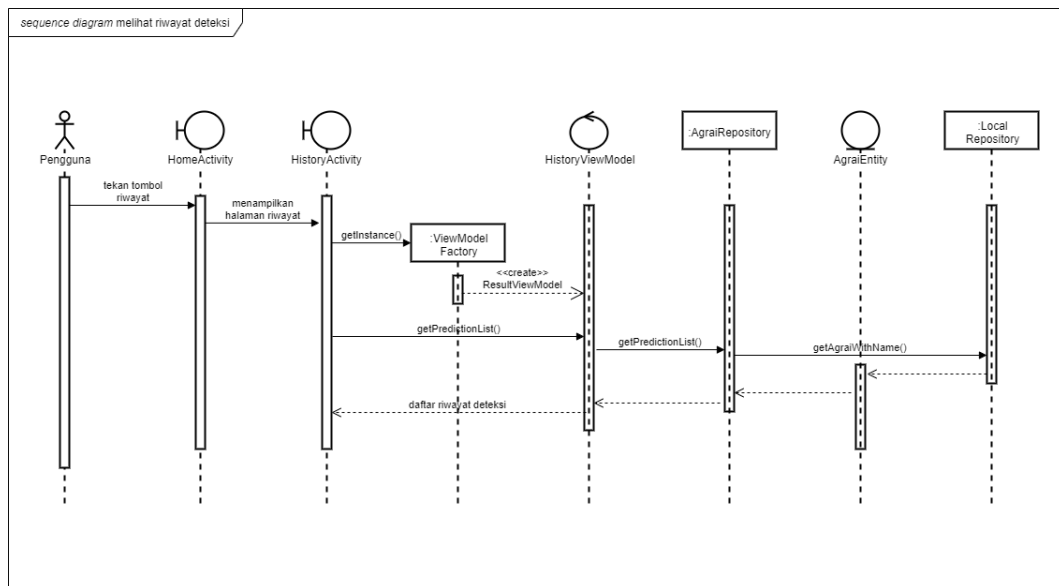 sequence diagram melihat riwayat deteksi
Pengguna
HomeActivity
HistoryActivity
HistoryViewModel
:AgraiRepository
AgraiEntity
:Local
Repository
tekan tombol
riwayat
menampilkan
halaman riwayat
getInstance()
:ViewModel
Factory
<<create>>
ResultViewModel
getPredictionList()
getPredictionList()
getAgraiWithName()
daftar riwayat deteksi